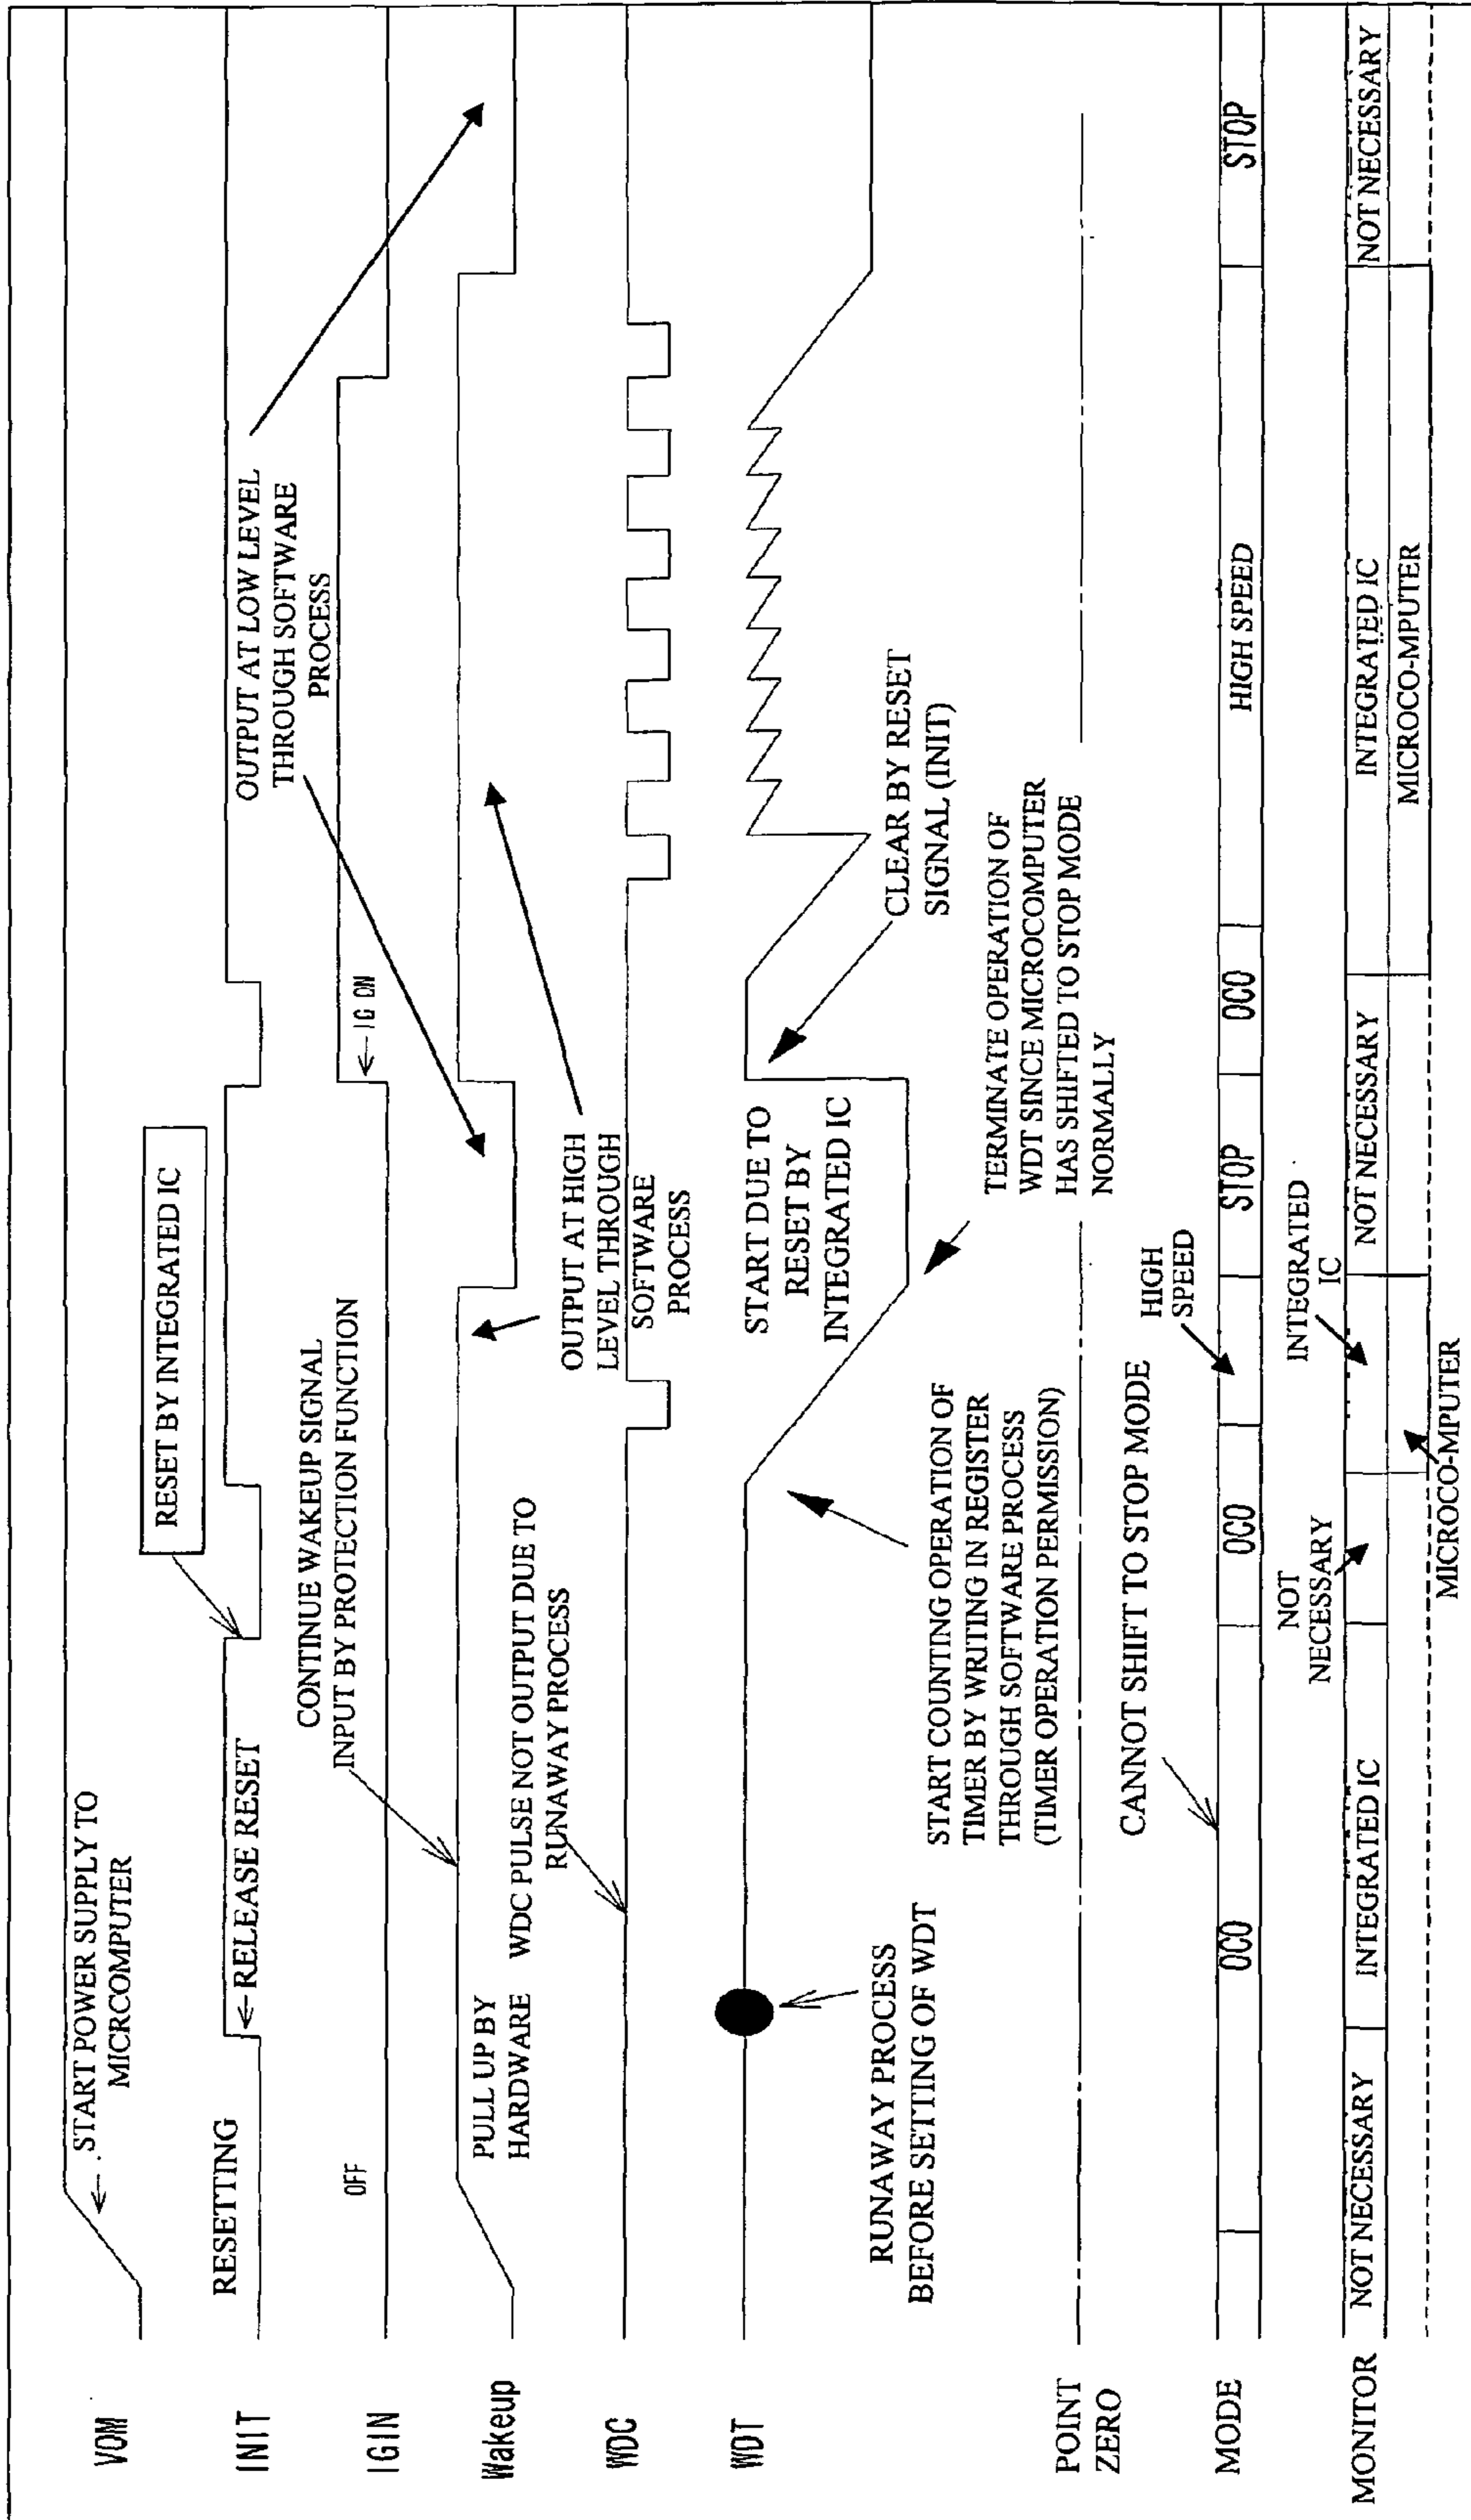 VOM
START POWER SUPPLY TO
MICRCOMPUTER
INIT
RESETTING
RELEASE RESET
RESET BY INTEGRATED IC
IGIN
OFF
CONTINUE WAKEUP SIGNAL
INPUT BY PROTECTION FUNCTION
IG ON
OUTPUT AT LOW LEVEL
THROUGH SOFTWARE
PROCESS
Wakeup
PULL UP BY
HARDWARE
WDC PULSE NOT OUTPUT DUE TO
RUNAWAY PROCESS
OUTPUT AT HIGH
LEVEL THROUGH
SOFTWARE
PROCESS
WDC
WDT
START DUE TO
RESET BY
INTEGRATED IC
CLEAR BY RESET
SIGNAL (INIT)
RUNAWAY PROCESS
BEFORE SETTING OF WDT
START COUNTING OPERATION OF
TIMER BY WRITING IN REGISTER
THROUGH SOFTWARE PROCESS
(TIMER OPERATION PERMISSION)
TERMINATE OPERATION OF
WDT SINCE MICROCOMPUTER
HAS SHIFTED TO STOP MODE
NORMALLY
POINT
ZERO
CANNOT SHIFT TO STOP MODE
HIGH
SPEED
MODE
OCO
OCO
STOP
OCO
HIGH SPEED
STOP
NOT
NECESSARY
INTEGRATED
IC
MONITOR
NOT NECESSARY
INTEGRATED IC
NOT NECESSARY
INTEGRATED IC
NOT NECESSARY
MICROCO-MPUTER
MICROCO-MPUTER